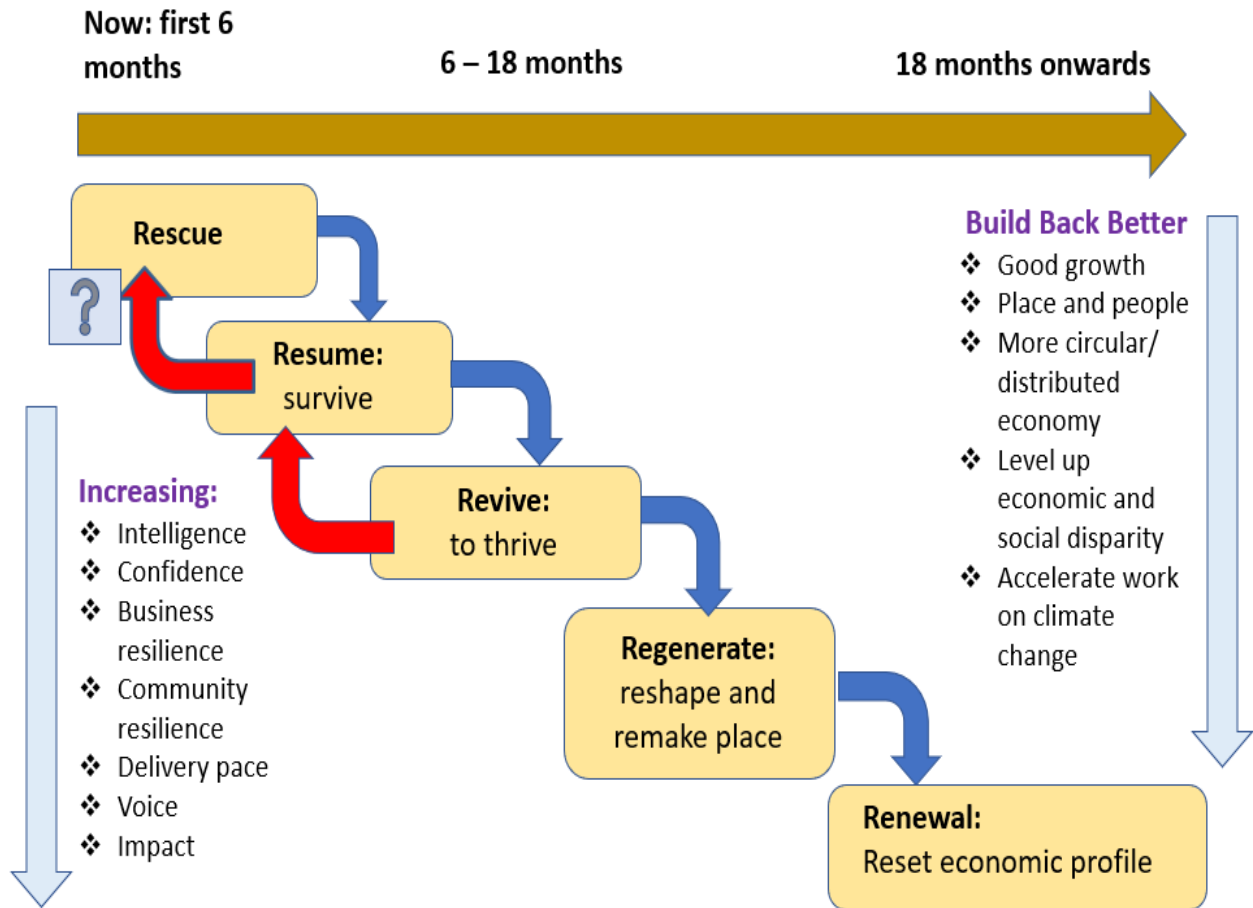 Now: first 6
months
6 – 18 months
18 months onwards
Rescue
?
Resume:
survive
Revive:
to thrive
Regenerate:
reshape and
remake place
Renewal:
Reset economic profile
Increasing:
❖ Intelligence
❖ Confidence
❖ Business
resilience
❖ Community
resilience
❖ Delivery pace
❖ Voice
❖ Impact
Build Back Better
❖ Good growth
❖ Place and people
❖ More circular/
distributed
economy
❖ Level up
economic and
social disparity
❖ Accelerate work
on climate
change